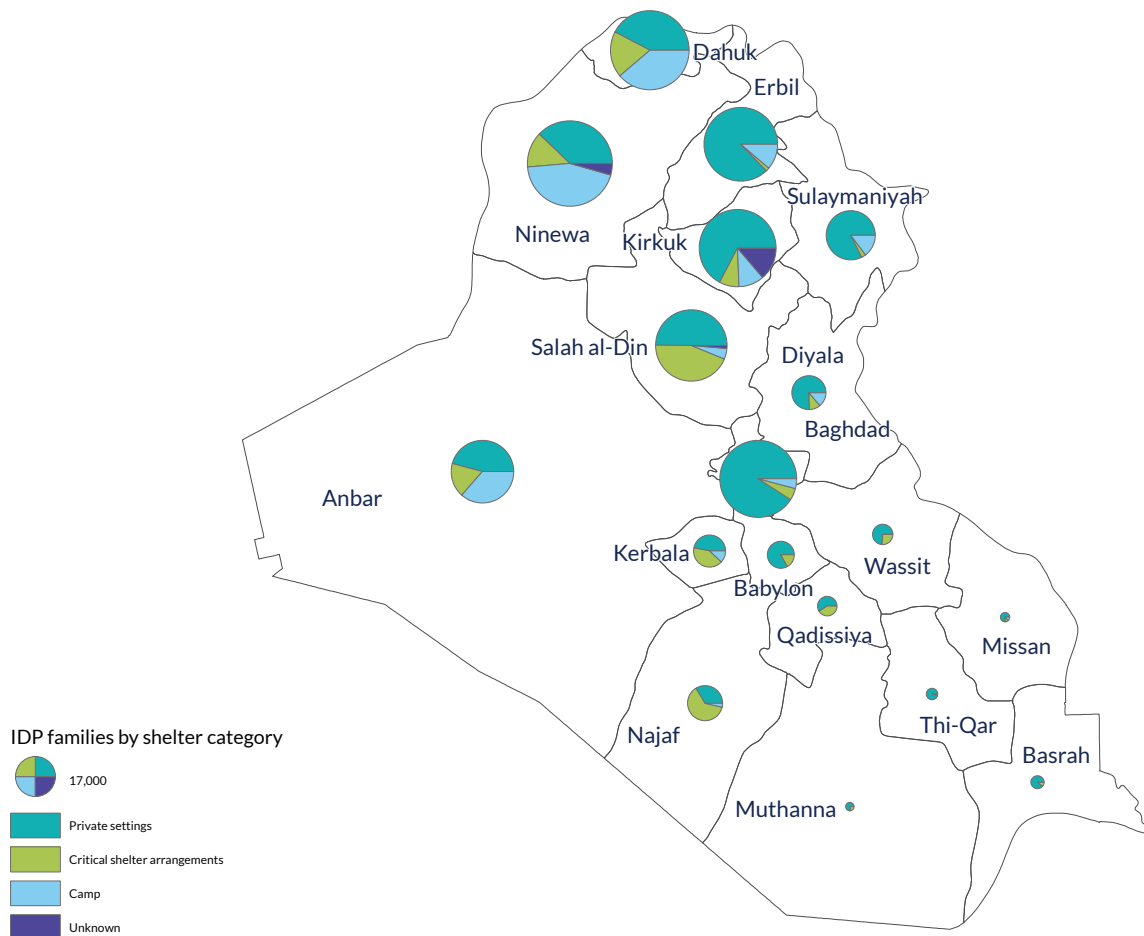 Dahuk
Erbil
Sulaymaniyah
Ninewa
Kirkuk
Salah al-Din
Diyala
Baghdad
Anbar
Kerbala
Babylon
Wassit
Qadissiya
Missan
Najaf
Thi-Qar
Basrah
Muthanna
IDP families by shelter category
17,000
Private settings
Critical shelter arrangements
Camp
Unknown